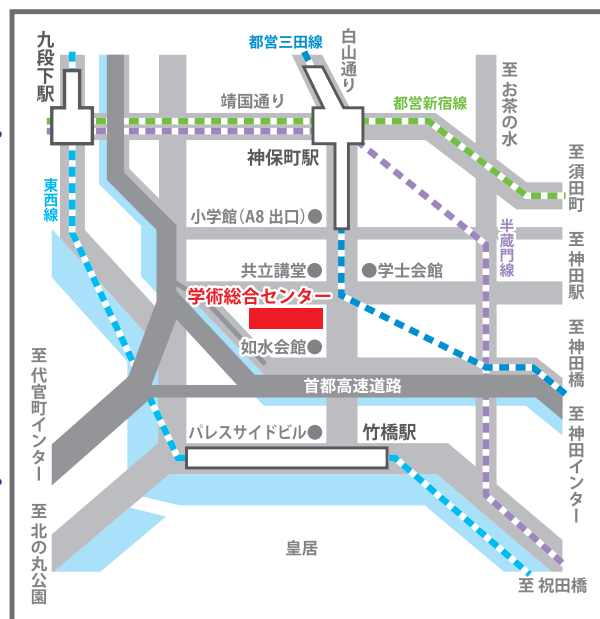 九段下駅
都営三田線
白山通り
靖国通り
都営新宿線
至 お茶の水
神保町駅
至 須田町
東西線
小学館（A8 出口）
半蔵門線
至 神田駅
共立講堂
学士会館
学術総合センター
如水会館
至 神田橋
至 代官町インター
首都高速道路
至 神田インター
パレスサイドビル
竹橋駅
至 北の丸公園
皇居
至 祝田橋